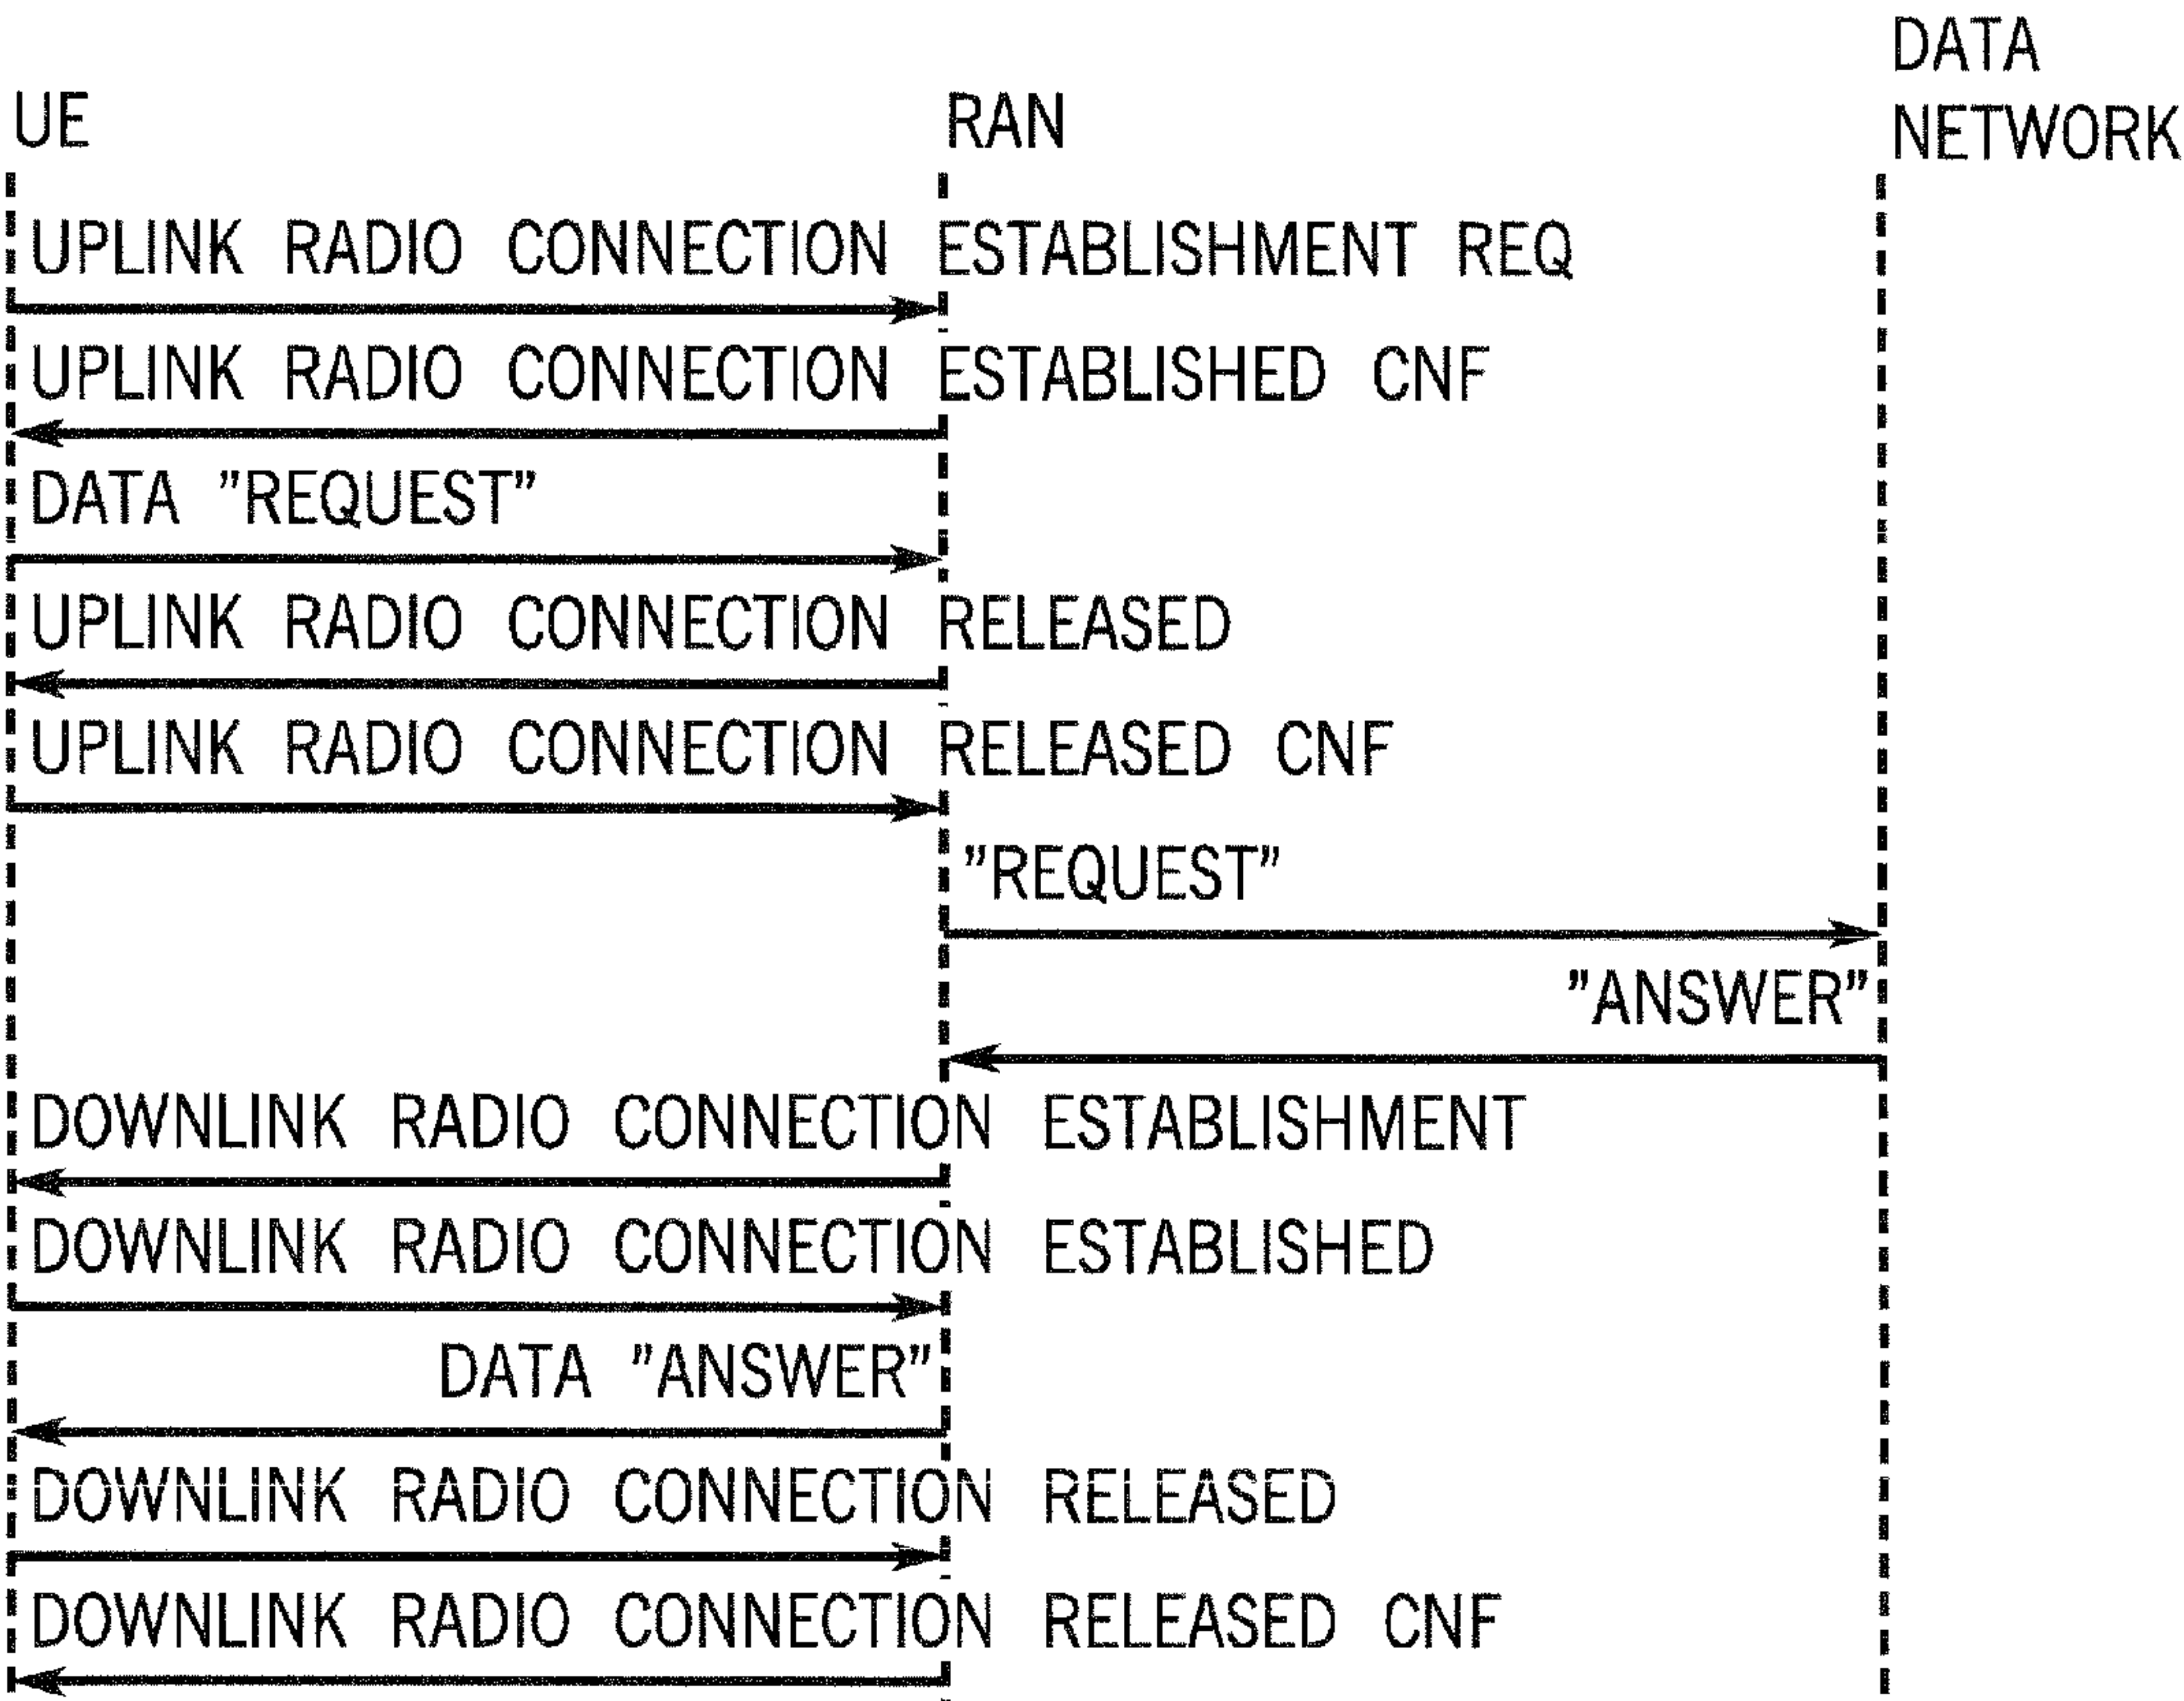 DATA
UE RAN NETWORK
UPLINK RADIO CONNECTION ESTABLISHMENT REQ
UPLINK RADIO CONNECTION ESTABLISHED CNF
DATA "REQUEST"
UPLINK RADIO CONNECTION RELEASED
UPLINK RADIO CONNECTION RELEASED CNF
"REQUEST"
"ANSWER"
DOWNLINK RADIO CONNECTION ESTABLISHMENT
DOWNLINK RADIO CONNECTION ESTABLISHED
DATA "ANSWER"
DOWNLINK RADIO CONNECTION RELEASED
DOWNLINK RADIO CONNECTION RELEASED CNF